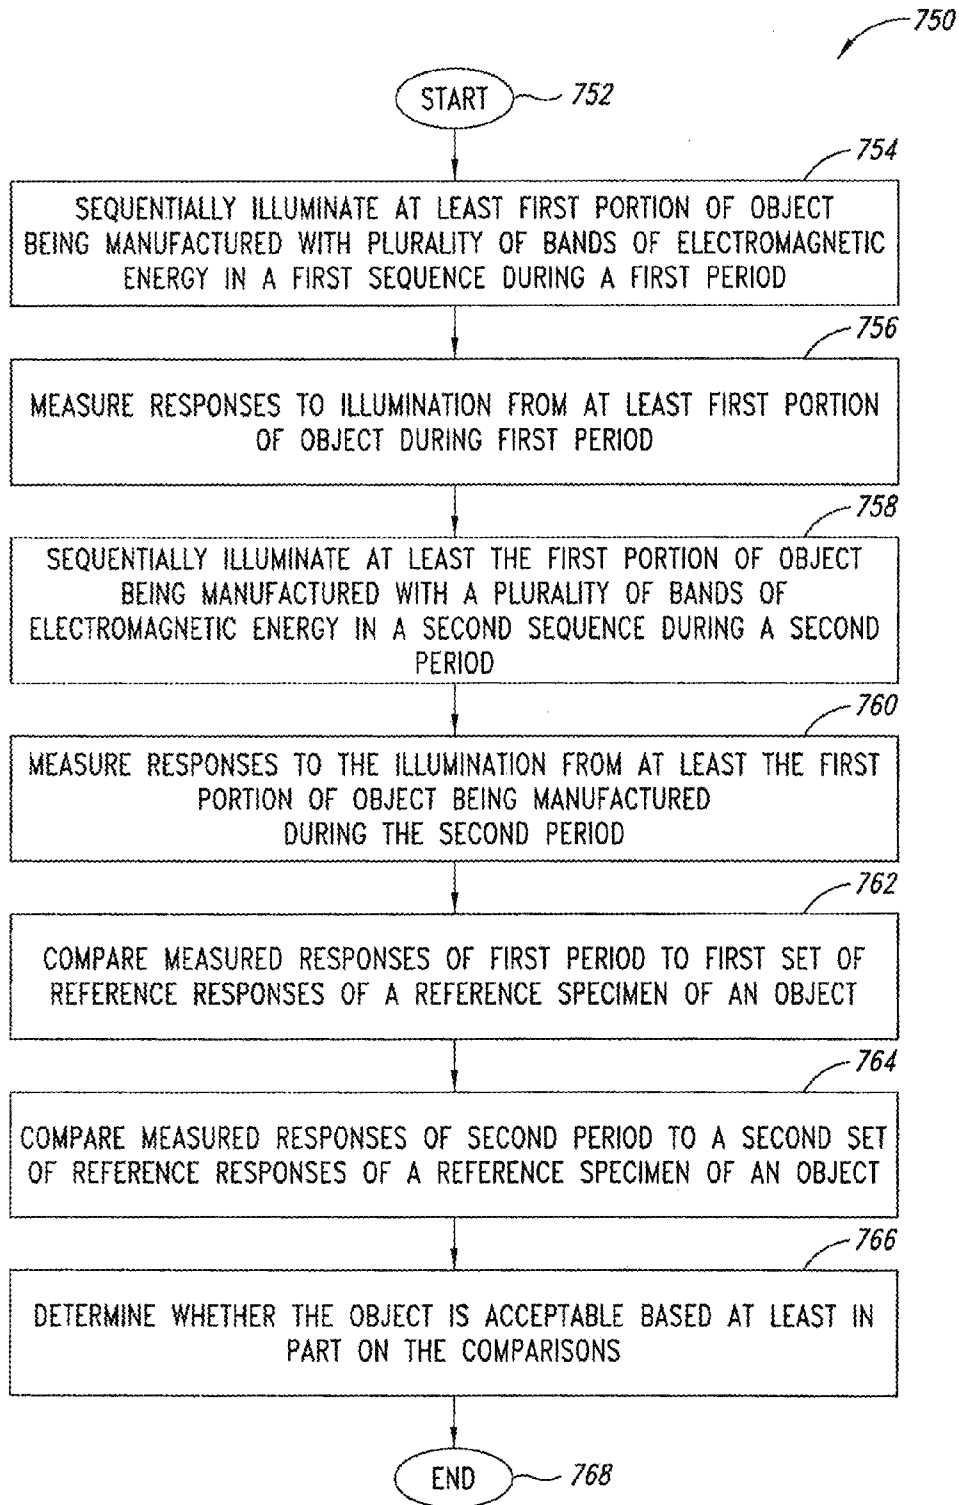 750
START
752
754
SEQUENTIALLY ILLUMINATE AT LEAST FIRST PORTION OF OBJECT
BEING MANUFACTURED WITH PLURALITY OF BANDS OF ELECTROMAGNETIC
ENERGY IN A FIRST SEQUENCE DURING A FIRST PERIOD
756
MEASURE RESPONSES TO ILLUMINATION FROM AT LEAST FIRST PORTION
OF OBJECT DURING FIRST PERIOD
758
SEQUENTIALLY ILLUMINATE AT LEAST THE FIRST PORTION OF OBJECT
BEING MANUFACTURED WITH A PLURALITY OF BANDS OF
ELECTROMAGNETIC ENERGY IN A SECOND SEQUENCE DURING A SECOND
PERIOD
760
MEASURE RESPONSES TO THE ILLUMINATION FROM AT LEAST THE FIRST
PORTION OF OBJECT BEING MANUFACTURED
DURING THE SECOND PERIOD
762
COMPARE MEASURED RESPONSES OF FIRST PERIOD TO FIRST SET OF
REFERENCE RESPONSES OF A REFERENCE SPECIMEN OF AN OBJECT
764
COMPARE MEASURED RESPONSES OF SECOND PERIOD TO A SECOND SET
OF REFERENCE RESPONSES OF A REFERENCE SPECIMEN OF AN OBJECT
766
DETERMINE WHETHER THE OBJECT IS ACCEPTABLE BASED AT LEAST IN
PART ON THE COMPARISONS
END
768